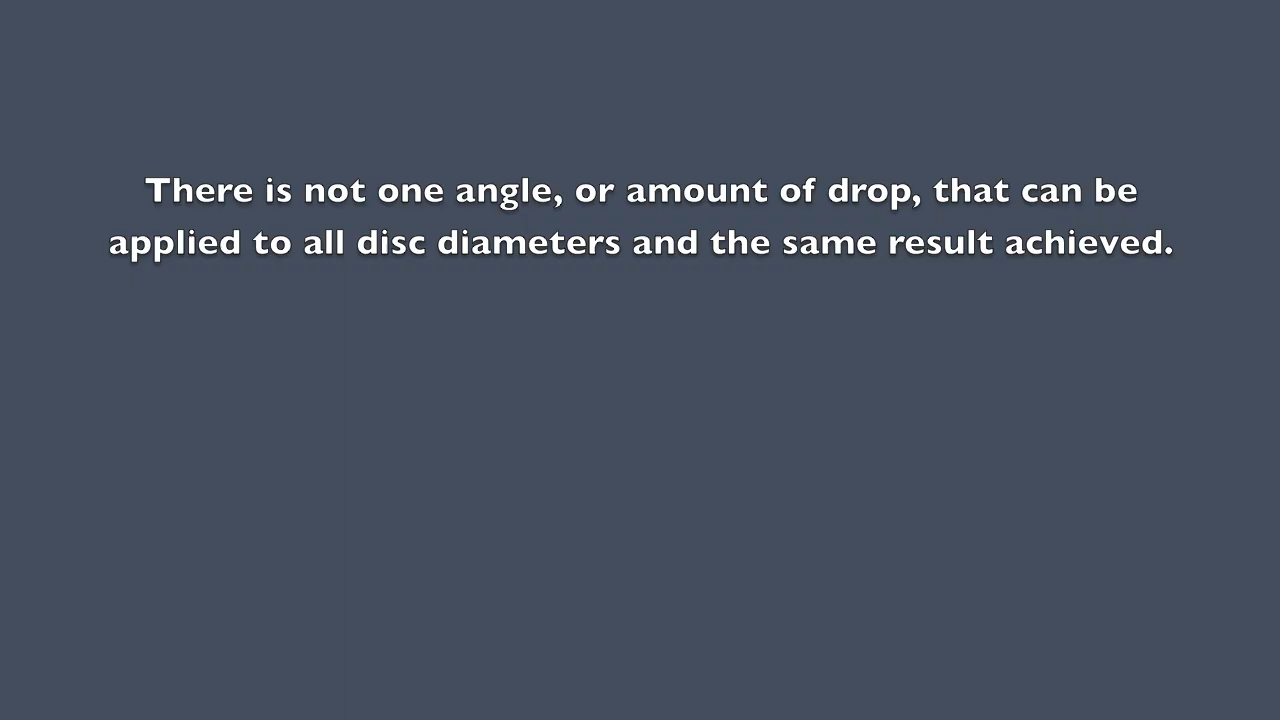 There is not one angle, or amount of drop, that can be
applied to all disc diameters and the same result achieved.